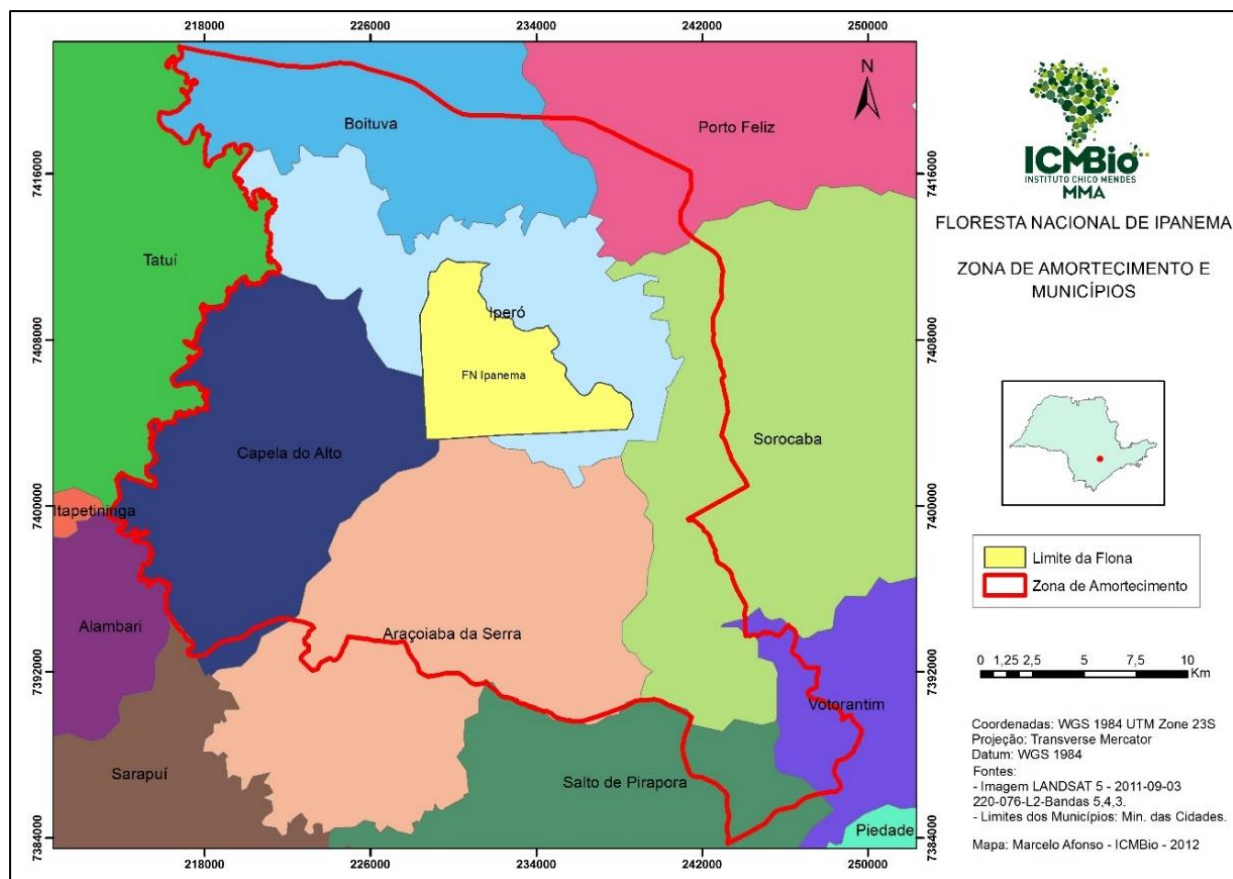 218000
226000
234000
242000
250000
7416000
7408000
7400000
7392000
7384000
N
Boituva
Porto Feliz
Tatuí
Iperó
FN Ipanema
Capela do Alto
Sorocaba
Itapetininga
Alambari
Araçoiaba da Serra
Votorantim
Sarapuí
Salto de Pirapora
Piedade
7416000
7408000
7400000
7392000
7384000
218000
226000
234000
242000
250000
ICMBio
INSTITUTO CHICO MENDES
MMA
FLORESTA NACIONAL DE IPANEMA
ZONA DE AMORTECIMENTO E
MUNICÍPIOS
Limite da Flona
Zona de Amortecimento
0 1,25 2,5 5 7,5 10
Km
Coordenadas: WGS 1984 UTM Zone 23S
Projeção: Transverse Mercator
Datum: WGS 1984
Fontes:
- Imagem LANDSAT 5 - 2011-09-03
220-076-L2-Bandas 5,4,3.
- Limites dos Municípios: Min. das Cidades.
Mapa: Marcelo Afonso - ICMBio - 2012